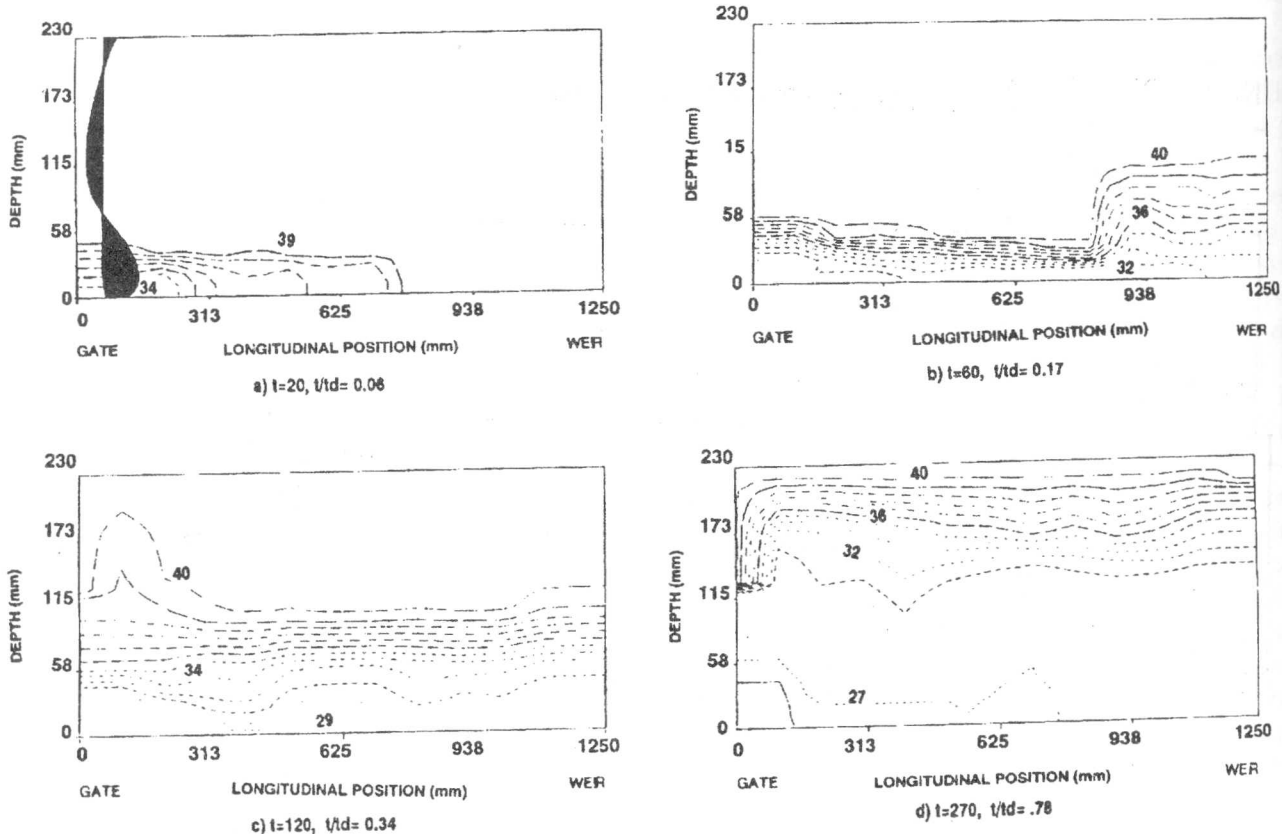 230
173
115
58
0
DEPTH (mm)
39
34
0 313 625 938 1250
GATE LONGITUDINAL POSITION (mm) WEIR
a) t=20, t/td= 0.06
230
173
15
58
0
DEPTH (mm)
40
36
32
0 313 625 938 1250
GATE LONGITUDINAL POSITION (mm) WEIR
b) t=60, t/td= 0.17
230
173
115
58
0
DEPTH (mm)
40
34
29
0 313 625 938 1250
GATE LONGITUDINAL POSITION (mm) WEIR
c) t=120, t/td= 0.34
230
173
115
58
0
DEPTH (mm)
40
36
32
27
0 313 625 938 1250
GATE LONGITUDINAL POSITION (mm) WEIR
d) t=270, t/td= .78